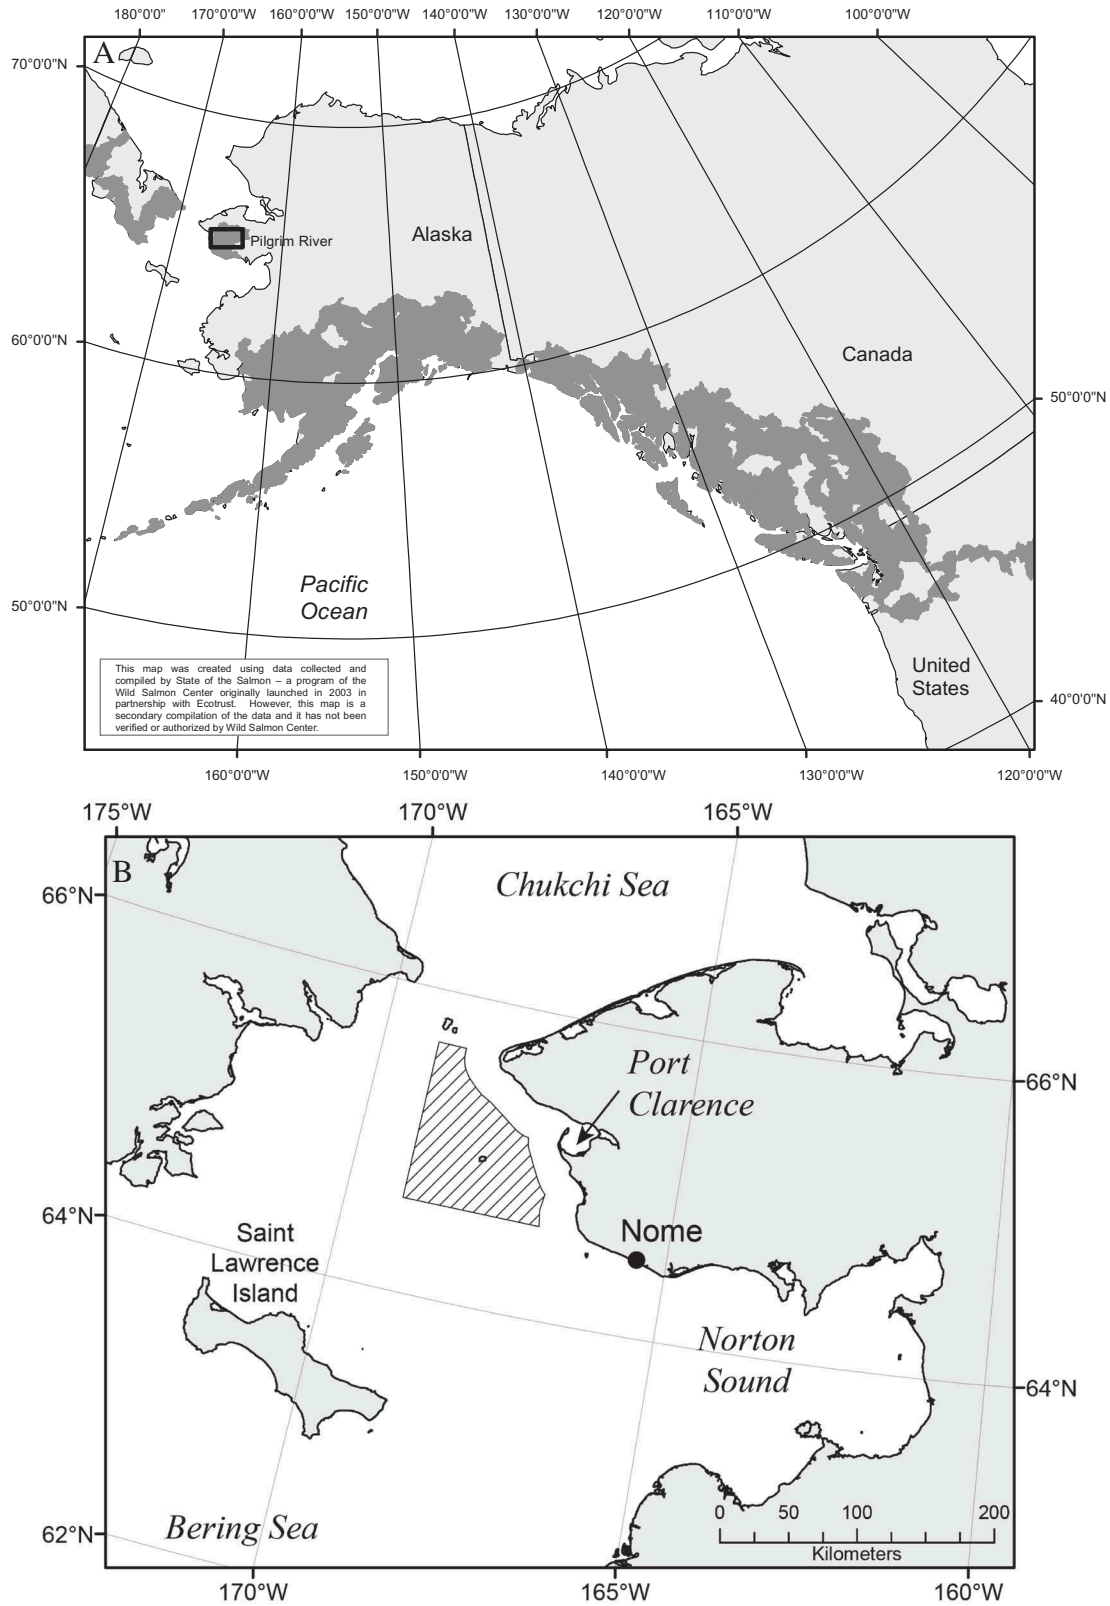 180°0'0" 170°0'0"W 160°0'0"W 150°0'0"W 140°0'0"W 130°0'0"W 120°0'0"W 110°0'0"W 100°0'0"W
A
70°0'0"N
Pilgrim River
Alaska
60°0'0"N
Canada
50°0'0"N
Pacific
Ocean
50°0'0"N
This map was created using data collected and
compiled by State of the Salmon – a program of the
Wild Salmon Center originally launched in 2003 in
partnership with Ecotrust. However, this map is a
secondary compilation of the data and it has not been
verified or authorized by Wild Salmon Center.
United
States
40°0'0"N
160°0'0"W 150°0'0"W 140°0'0"W 130°0'0"W 120°0'0"W
175°W 170°W 165°W
B
Chukchi Sea
66°N
Port
Clarence
66°N
64°N
Saint
Lawrence
Island
Nome
Norton
Sound
64°N
62°N
Bering Sea
0 50 100 200
Kilometers
170°W 165°W 160°W